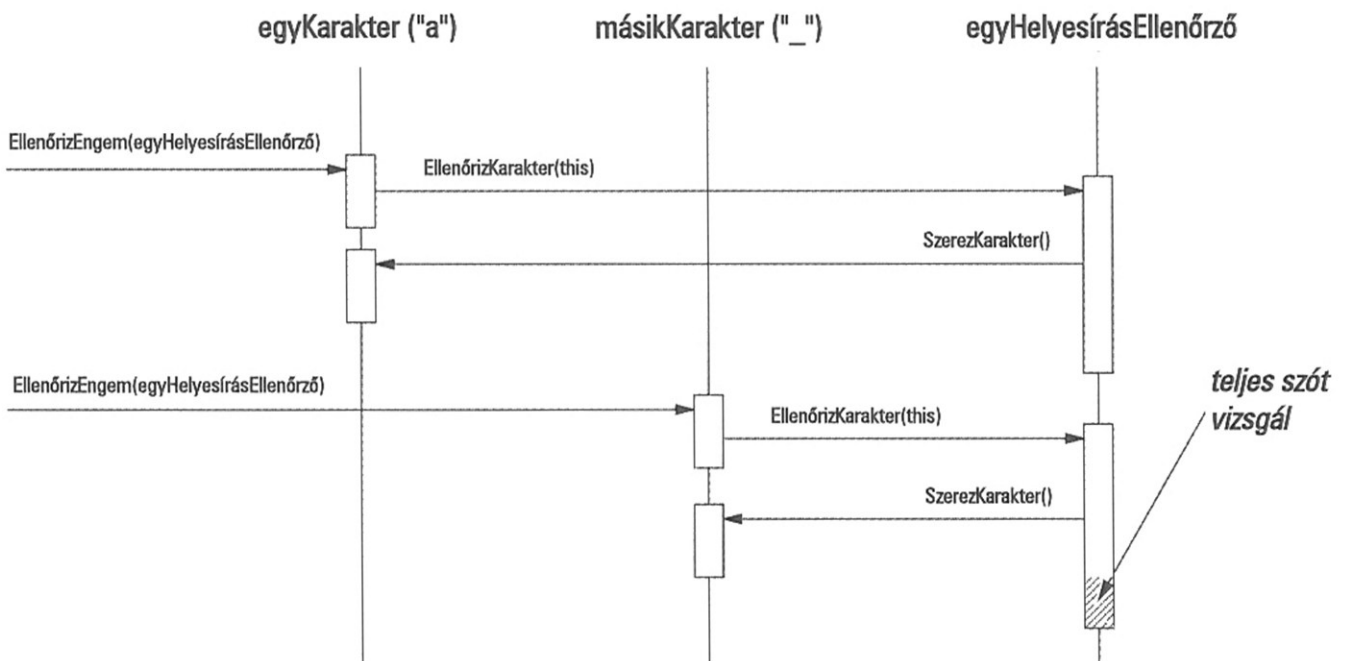 egyKarakter ("a") másikKarakter ("_") egyHelyesírásEllenőrző
EllenőrizEngem(egyHelyesírásEllenőrző)
EllenőrizKarakter(this)
SzerezKarakter()
EllenőrizEngem(egyHelyesírásEllenőrző)
teljes szót
vizsgál
EllenőrizKarakter(this)
SzerezKarakter()